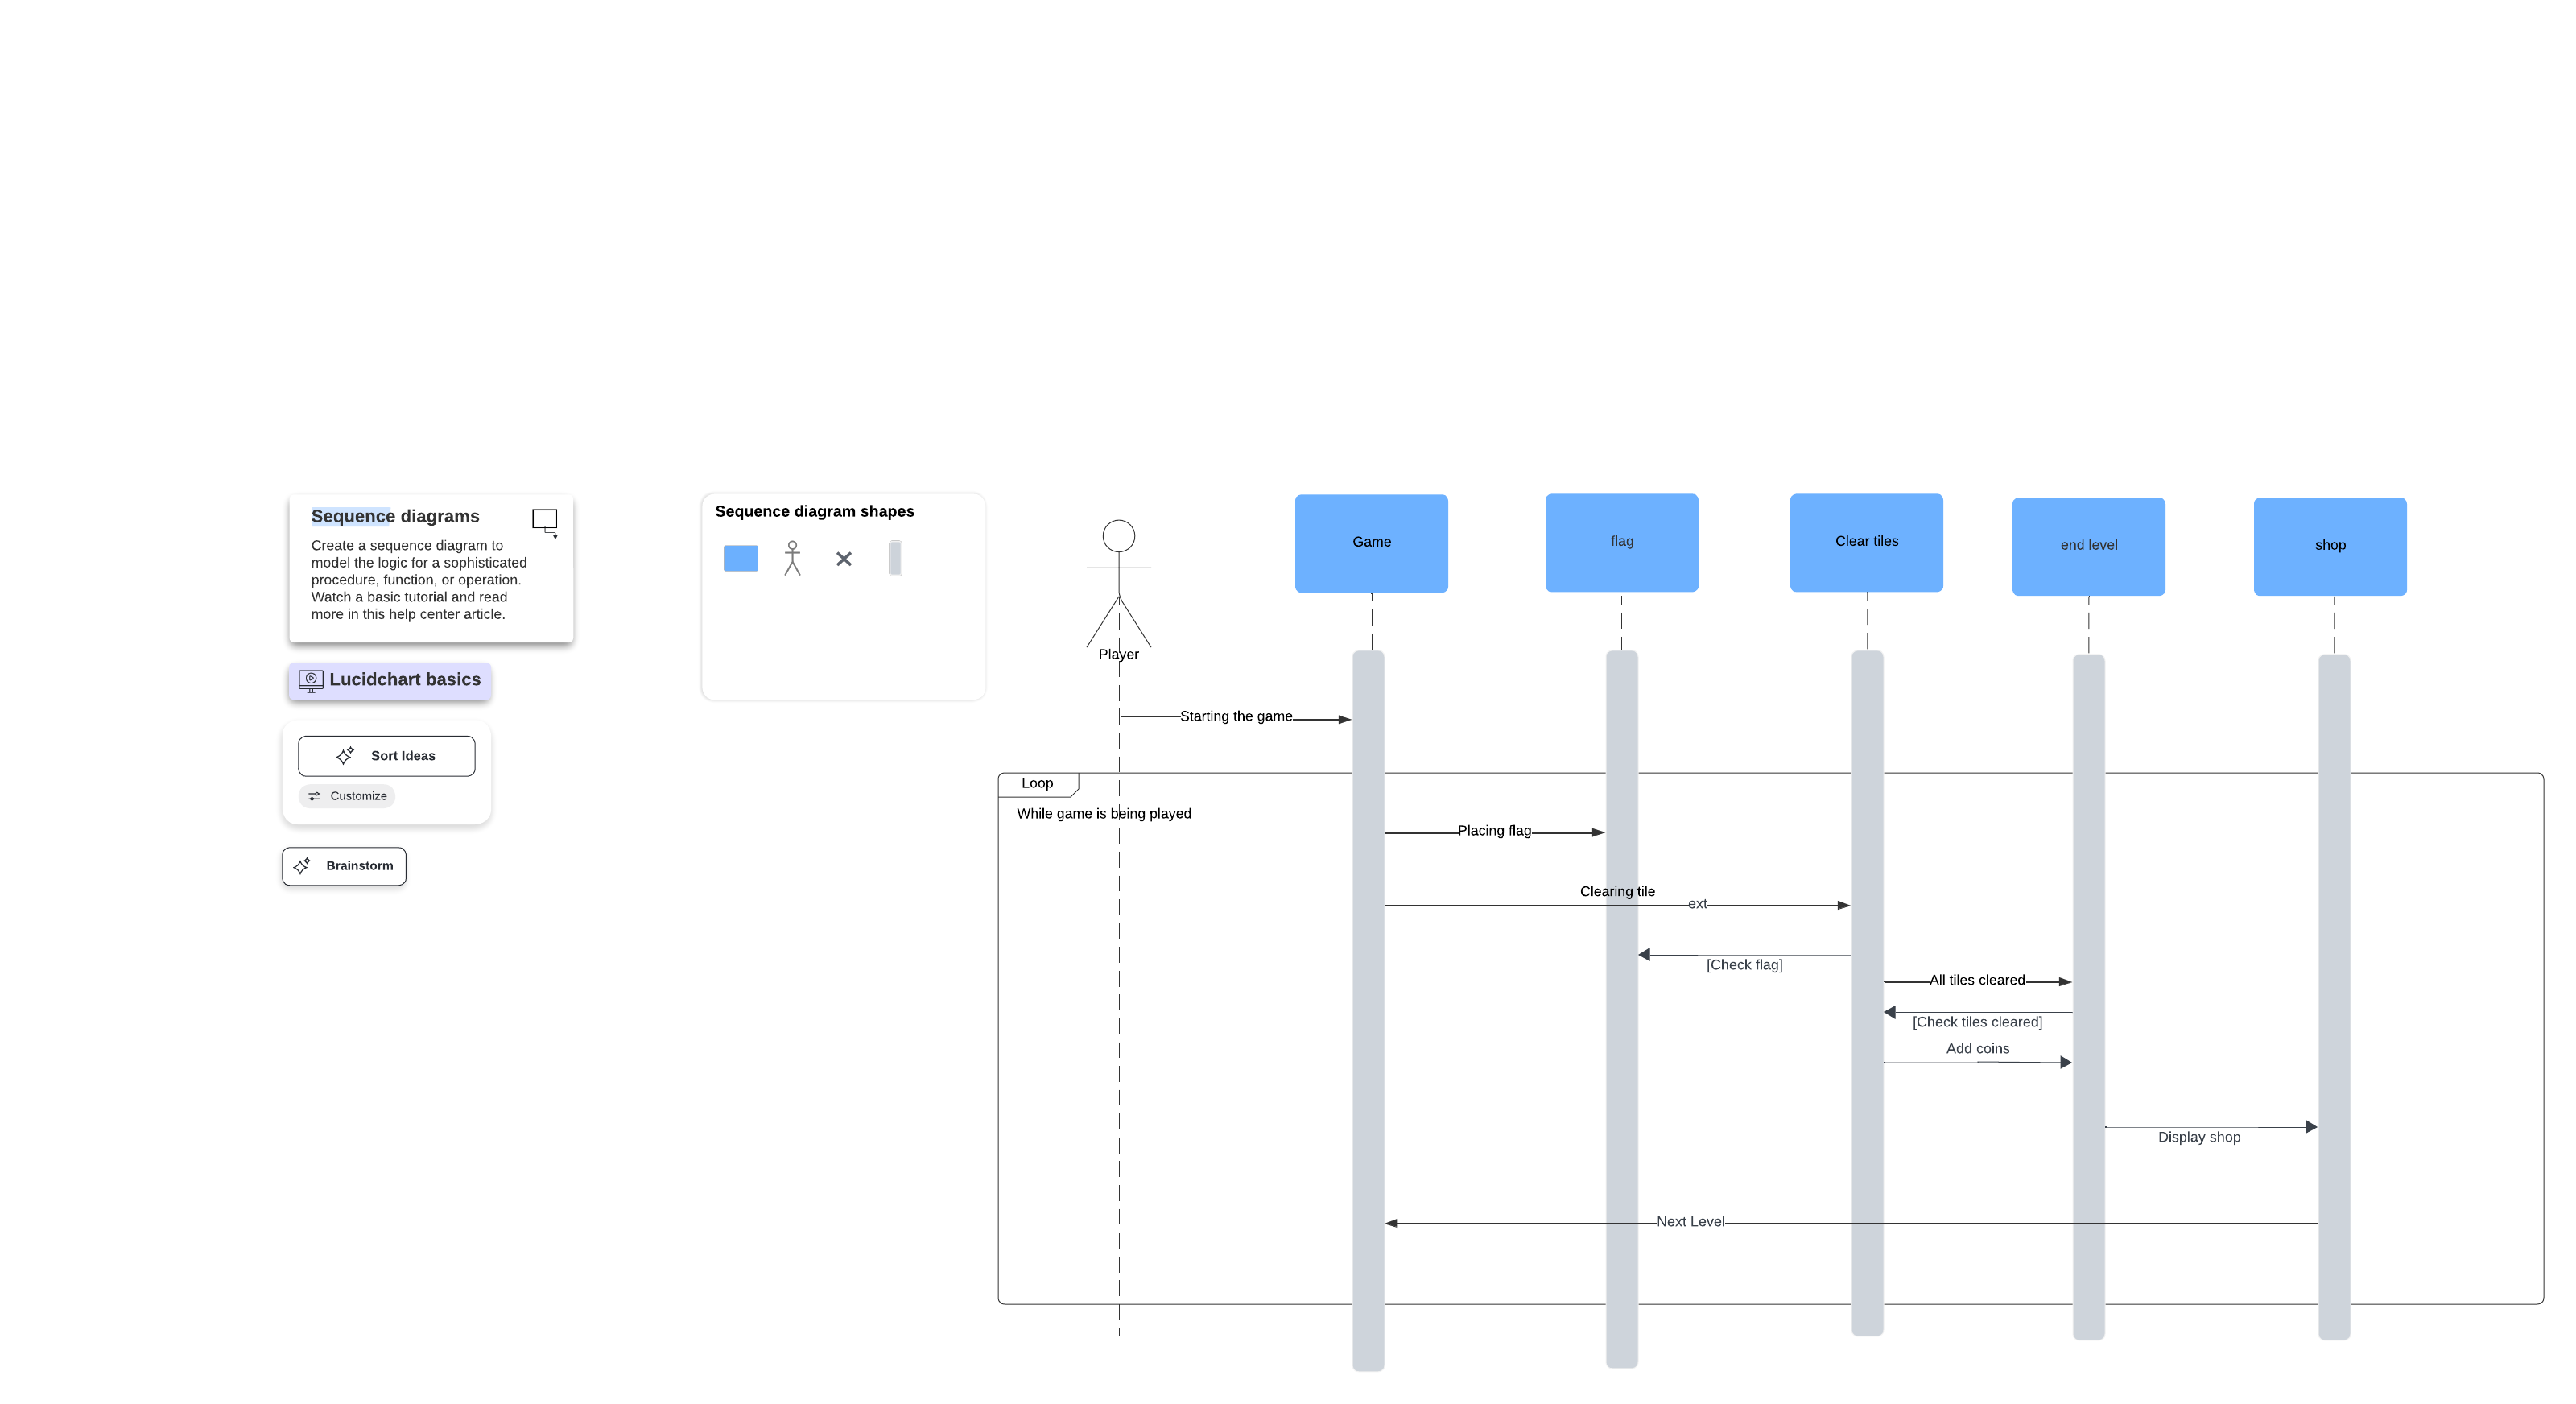 Sequence diagrams
Create a sequence diagram to
model the logic for a sophisticated
procedure, function, or operation.
Watch a basic tutorial and read
more in this help center article.
Lucidchart basics
Sort Ideas
Customize
Brainstorm
Sequence diagram shapes
Player
Game
flag
Clear tiles
end level
shop
Starting the game
Loop
While game is being played
Placing flag
Clearing tile
ext
[Check flag]
All tiles cleared
[Check tiles cleared]
Add coins
Display shop
Next Level